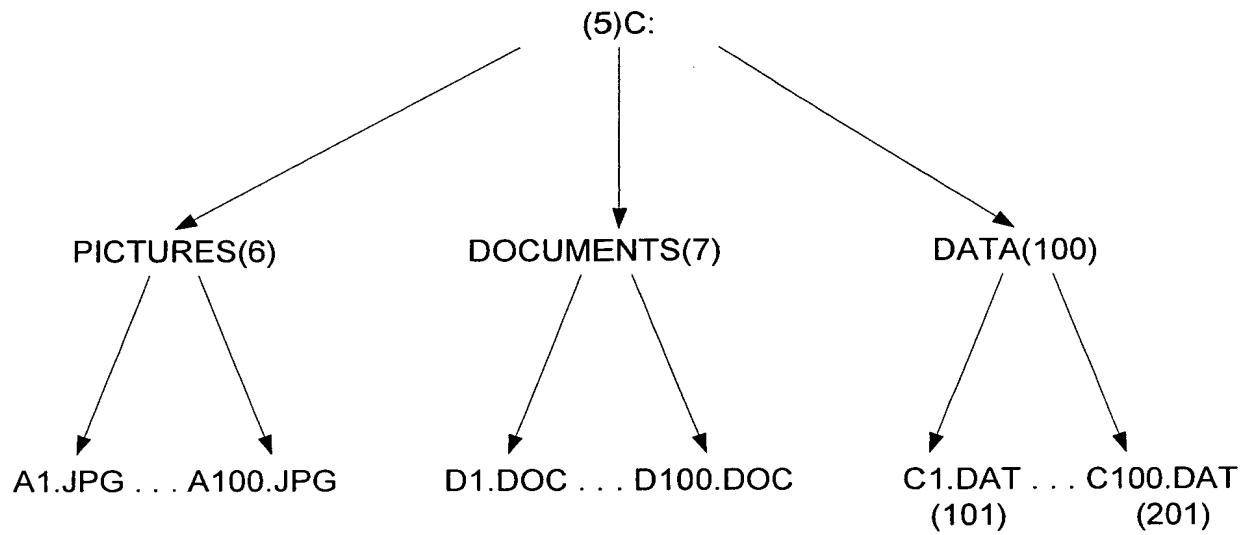 (5)C:
PICTURES(6) DOCUMENTS(7) DATA(100)
A1.JPG . . . A100.JPG D1.DOC . . . D100.DOC C1.DAT . . . C100.DAT
(101) (201)